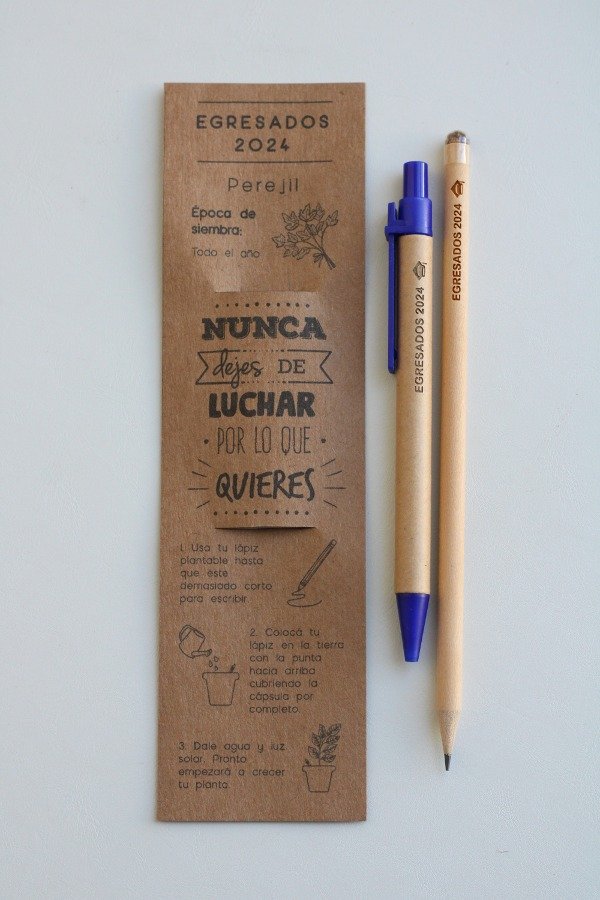 EGRESADOS
2024
Perejil
Época de
siembra:
Todo el año
NUNCA
dejes DE
LUCHAR
POR LO QUE
QUIERES
1. Usa tu lápiz
plantable hasta
que este
demasiado corto
para escribir.
2. Colocá tu
lápiz en la tierra
con la punta
hacia arriba
cubriendo la
cápsula por
completo.
3. Dale agua y luz
solar. Pronto
empezará a crecer
tu planta.
EGRESADOS 2024
EGRESADOS 2024